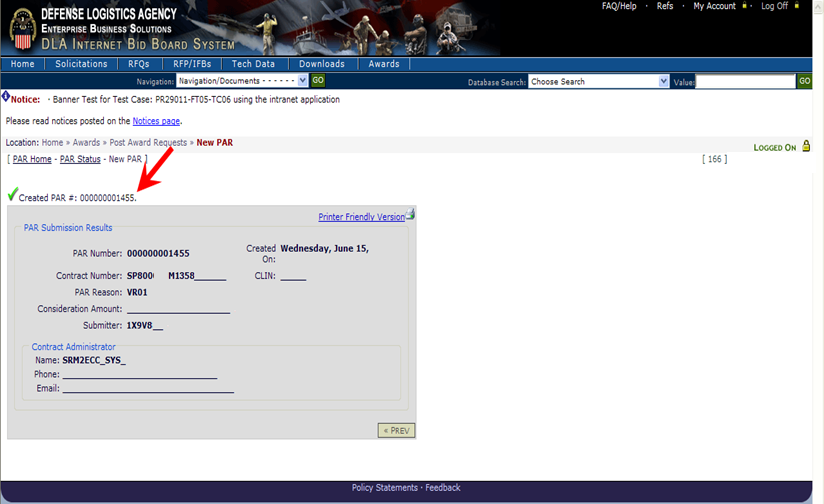 DEFENSE LOGISTICS AGENCY
ENTERPRISE BUSINESS SOLUTIONS
DLA INTERNET BID BOARD SYSTEM
FAQ/Help · Refs · My Account · Log Off
Home Solicitations RFQs RFP/IFBs Tech Data Downloads Awards
Navigation: Navigation/Documents - - - - - - GO Database Search: Choose Search Value: GO
Notice: · Banner Test for Test Case: PR29011-FT05-TC06 using the intranet application
Please read notices posted on the Notices page.
Location: Home » Awards » Post Award Requests » New PAR
LOGGED ON
[ PAR Home - PAR Status - New PAR ] [ 166 ]
Created PAR #: 000000001455.
Printer Friendly Version
PAR Submission Results
PAR Number: 000000001455 Created On: Wednesday, June 15,
Contract Number: SP800 M1358______ CLIN: _____
PAR Reason: VR01
Consideration Amount: ____________________
Submitter: 1X9V8__
Contract Administrator
Name: SRM2ECC_SYS_
Phone: ______________________________
Email: _________________________________
« PREV
Policy Statements · Feedback